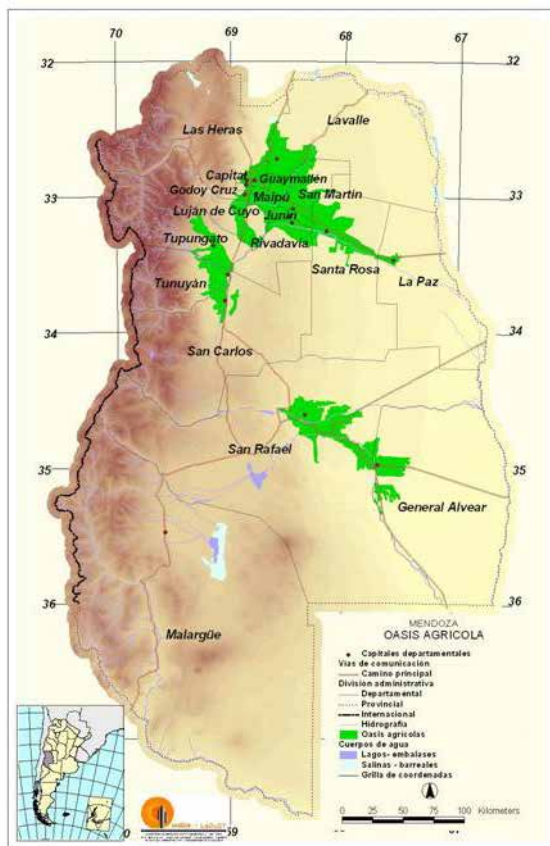 70
69
68
67
32
32
Lavalle
Las Heras
Capital
Guaymallén
Godoy Cruz
Maipú
San Martín
33
33
Luján de Cuyo
Junín
Tupungato
Rivadavia
Santa Rosa
La Paz
Tunuyán
34
34
San Carlos
San Rafael
35
35
General Alvear
36
36
Malargüe
MENDOZA
OASIS AGRICOLA
Capitales departamentales
Vías de comunicación
Camino principal
División administrativa
Departamental
Provincial
Internacional
Hidrografía
Oasis agrícolas
Cuerpos de agua
Lagos- embalses
Salinas - barreales
Grilla de coordenadas
0 25 50 100 Kilometers
70
69